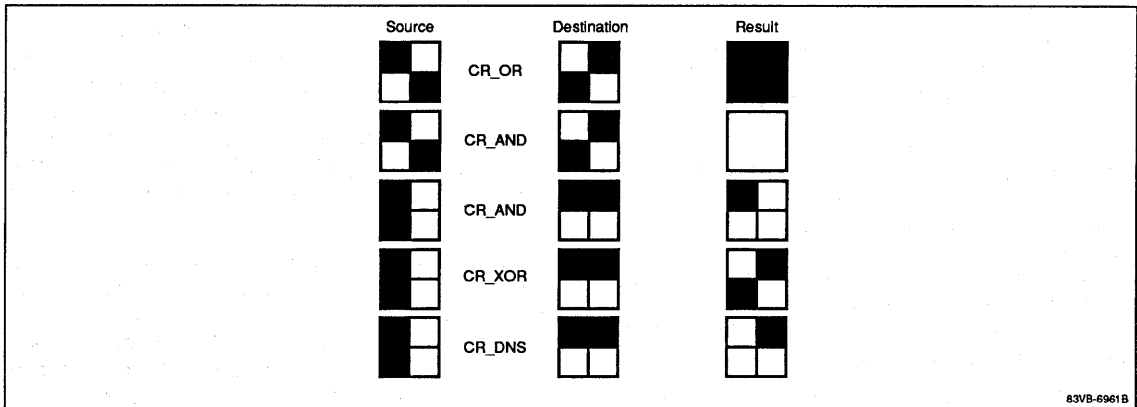 Source Destination Result
CR_OR
CR_AND
CR_AND
CR_XOR
CR_DNS
83VB-6961B